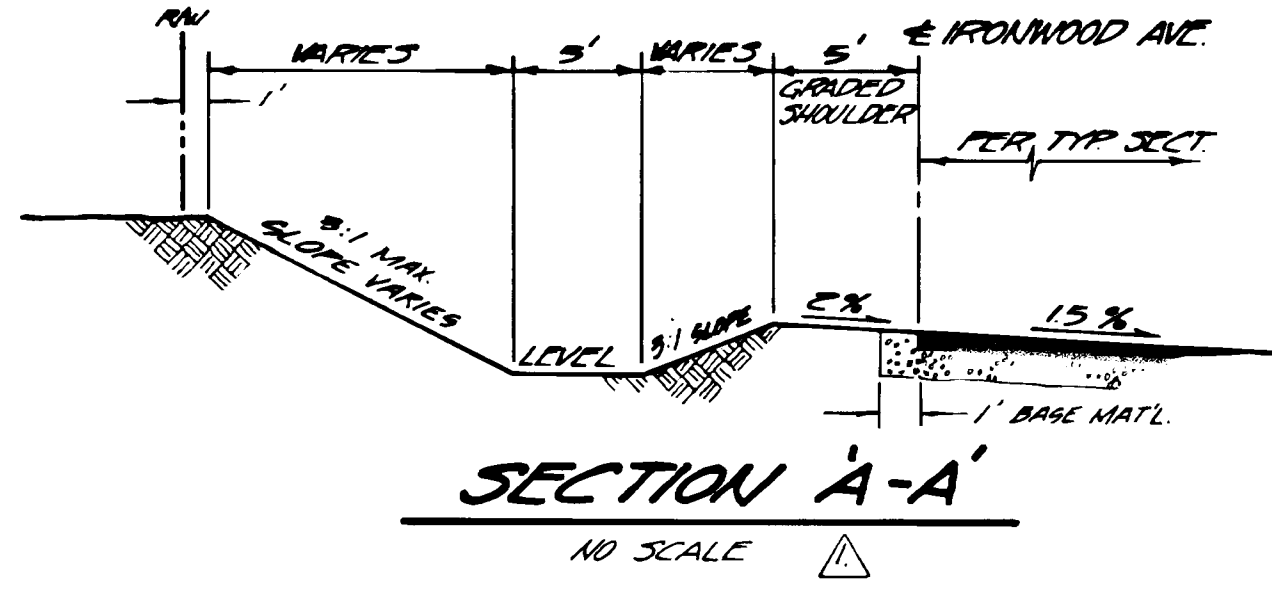 R/W
℄ IRONWOOD AVE.
VARIES
3'
VARIES
5'
1'
GRADED
SHOULDER
PER TYP. SECT.
3:1 MAX.
SLOPE VARIES
LEVEL
3:1 SLOPE
2%
1.5 %
1' BASE MAT'L.
SECTION 'A-A'
NO SCALE
1.